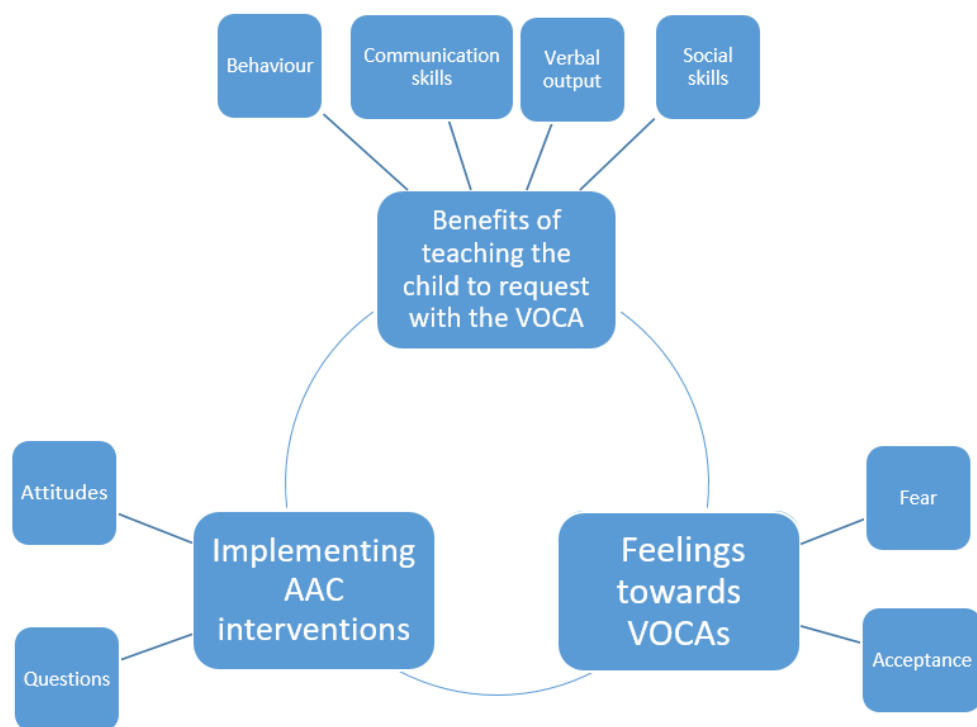 Behaviour
Communication
skills
Verbal
output
Social
skills
Benefits of
teaching the
child to request
with the VOCA
Attitudes
Questions
Implementing
AAC
interventions
Feelings
towards
VOCAs
Fear
Acceptance